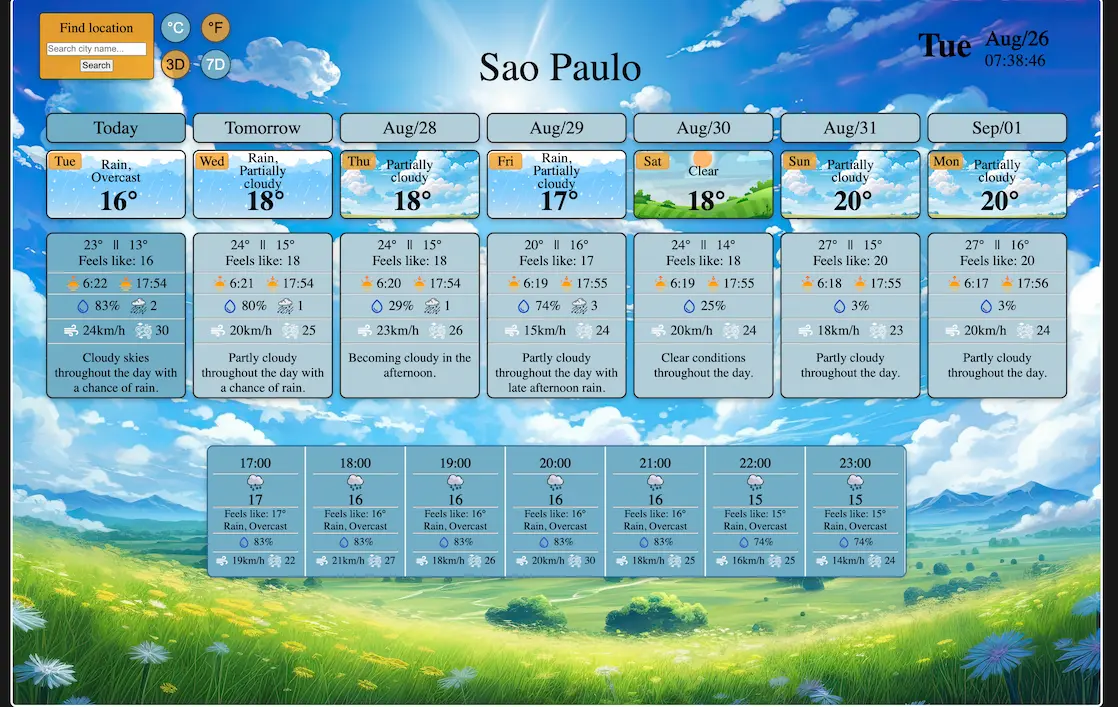 Find location
Search city name...
Search
°C
°F
3D
7D
Sao Paulo
Tue
Aug/26
07:38:46
Today
Tomorrow
Aug/28
Aug/29
Aug/30
Aug/31
Sep/01
Tue
Rain,
Overcast
16°
Wed
Rain,
Partially
cloudy
18°
Thu
Partially
cloudy
18°
Fri
Rain,
Partially
cloudy
17°
Sat
Clear
18°
Sun
Partially
cloudy
20°
Mon
Partially
cloudy
20°
23° || 13°
Feels like: 16
6:22 17:54
83% 2
24km/h 30
Cloudy skies
throughout the day with
a chance of rain.
24° || 15°
Feels like: 18
6:21 17:54
80% 1
20km/h 25
Partly cloudy
throughout the day with
a chance of rain.
24° || 15°
Feels like: 18
6:20 17:54
29% 1
23km/h 26
Becoming cloudy in the
afternoon.
20° || 16°
Feels like: 17
6:19 17:55
74% 3
15km/h 24
Partly cloudy
throughout the day with
late afternoon rain.
24° || 14°
Feels like: 18
6:19 17:55
25%
20km/h 24
Clear conditions
throughout the day.
27° || 15°
Feels like: 20
6:18 17:55
3%
18km/h 23
Partly cloudy
throughout the day.
27° || 16°
Feels like: 20
6:17 17:56
3%
20km/h 24
Partly cloudy
throughout the day.
17:00
17
Feels like: 17°
Rain, Overcast
83%
19km/h 22
18:00
16
Feels like: 16°
Rain, Overcast
83%
21km/h 27
19:00
16
Feels like: 16°
Rain, Overcast
83%
18km/h 26
20:00
16
Feels like: 16°
Rain, Overcast
83%
20km/h 30
21:00
16
Feels like: 16°
Rain, Overcast
83%
18km/h 25
22:00
15
Feels like: 15°
Rain, Overcast
74%
16km/h 25
23:00
15
Feels like: 15°
Rain, Overcast
74%
14km/h 24